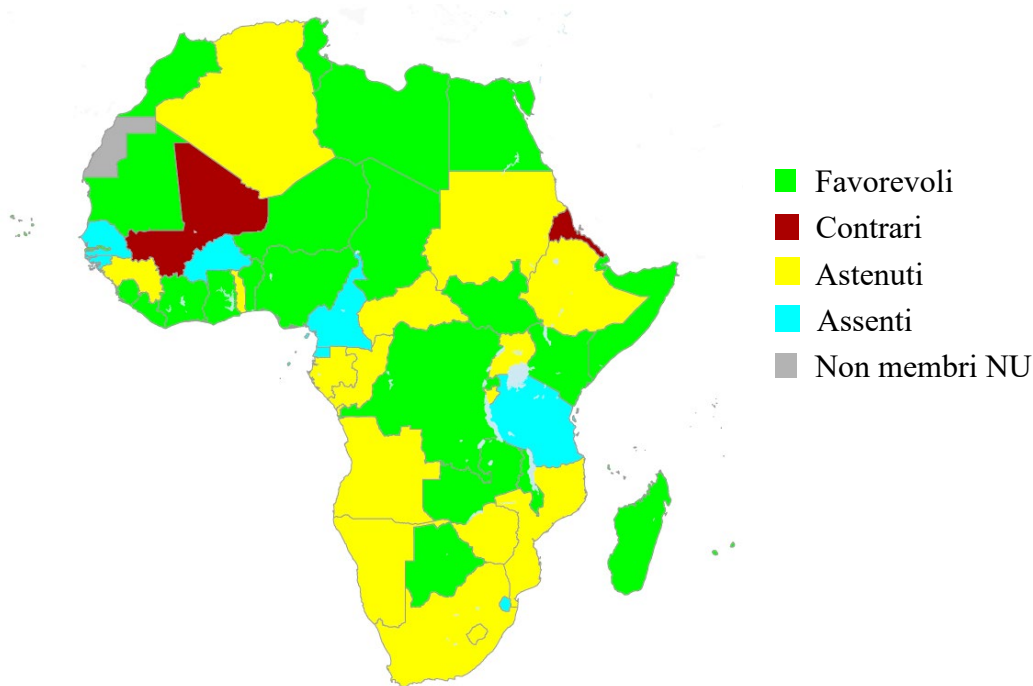 Favorevoli
Contrari
Astenuti
Assenti
Non membri NU